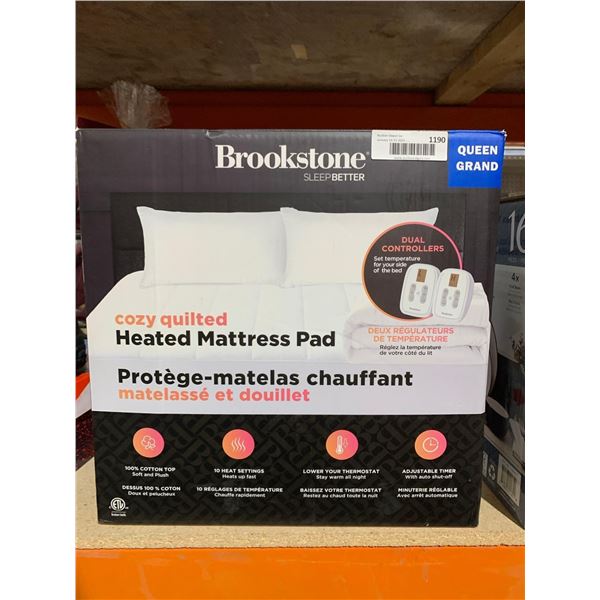 1190
QUEEN
GRAND
Brookstone
SLEEPBETTER
DUAL
CONTROLLERS
Set temperature
for your side
of the bed
DEUX RÉGULATEURS
DE TEMPÉRATURE
Réglez la température
de votre côté du lit
cozy quilted
Heated Mattress Pad
Protège-matelas chauffant
matelassé et douillet
100% COTTON TOP
Soft and Plush
DESSUS 100 % COTON
Doux et pelucheux
10 HEAT SETTINGS
Heats up fast
10 RÉGLAGES DE TEMPÉRATURE
Chauffe rapidement
LOWER YOUR THERMOSTAT
Stay warm all night
BAISSEZ VOTRE THERMOSTAT
Restez au chaud toute la nuit
ADJUSTABLE TIMER
With auto shut-off
MINUTERIE RÉGLABLE
Avec arrêt automatique
ETL
16
4x